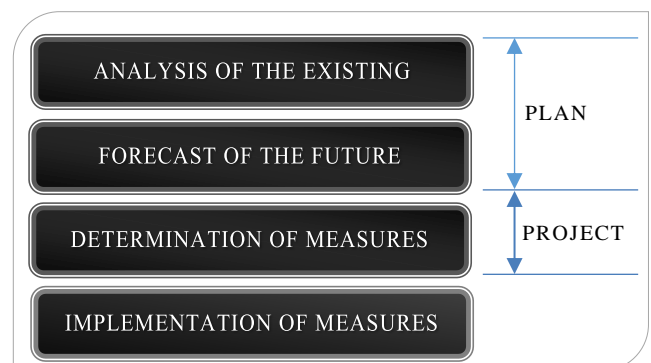 ANALYSIS OF THE EXISTING
PLAN
FORECAST OF THE FUTURE
DETERMINATION OF MEASURES
PROJECT
IMPLEMENTATION OF MEASURES